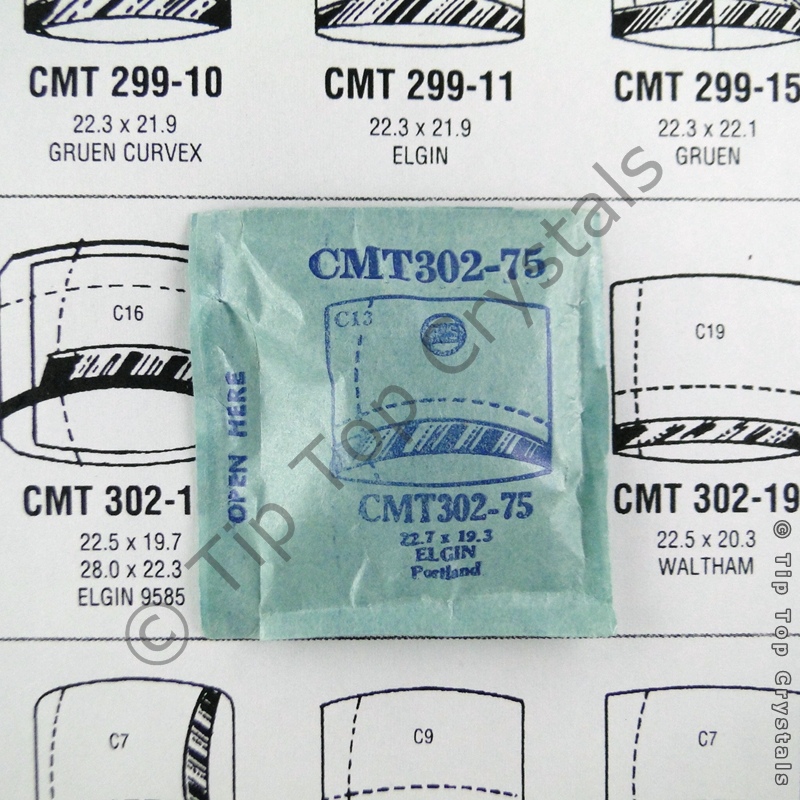 CMT 299-10
22.3 x 21.9
GRUEN CURVEX
CMT 299-11
22.3 x 21.9
ELGIN
CMT 299-15
22.3 x 22.1
GRUEN
C16
CMT 302-1
22.5 x 19.7
28.0 x 22.3
ELGIN 9585
CMT302-75
C13
OPEN HERE
CMT302-75
22.7 x 19.3
ELGIN
Portland
C19
CMT 302-19
22.5 x 20.3
WALTHAM
C7
C9
C7
© Tip Top Crystals
© Tip Top Crystals